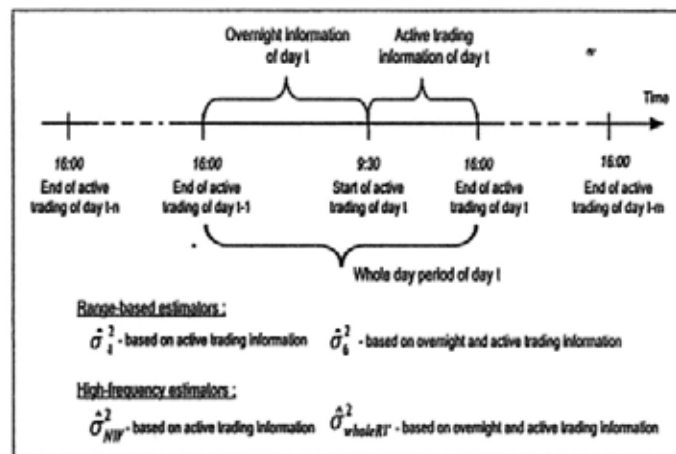 Overnight information of day t
Active trading information of day t
Time
16:00
End of active trading of day t-n
16:00
End of active trading of day t-1
9:30
Start of active trading of day t
16:00
End of active trading of day t
16:00
End of active trading of day t-m
Whole day period of day t
Range-based estimators :
σ̂²₄ - based on active trading information σ̂²₆ - based on overnight and active trading information
High-frequency estimators :
σ̂²_NW - based on active trading information σ̂²_wholeRV - based on overnight and active trading information